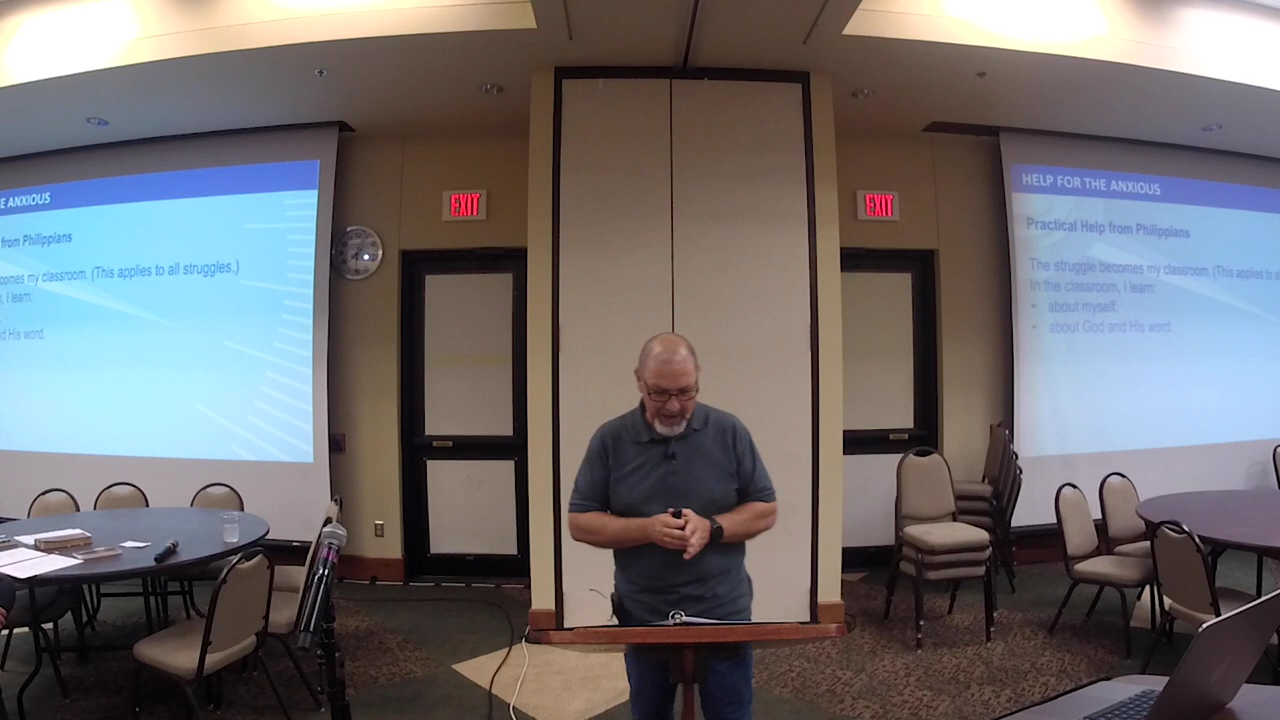 E ANXIOUS
from Philippians
comes my classroom. (This applies to all struggles.)
, I learn:
d His word.
EXIT
EXIT
HELP FOR THE ANXIOUS
Practical Help from Philippians
The struggle becomes my classroom. (This applies to a
In the classroom, I learn:
- about myself.
- about God and His word.